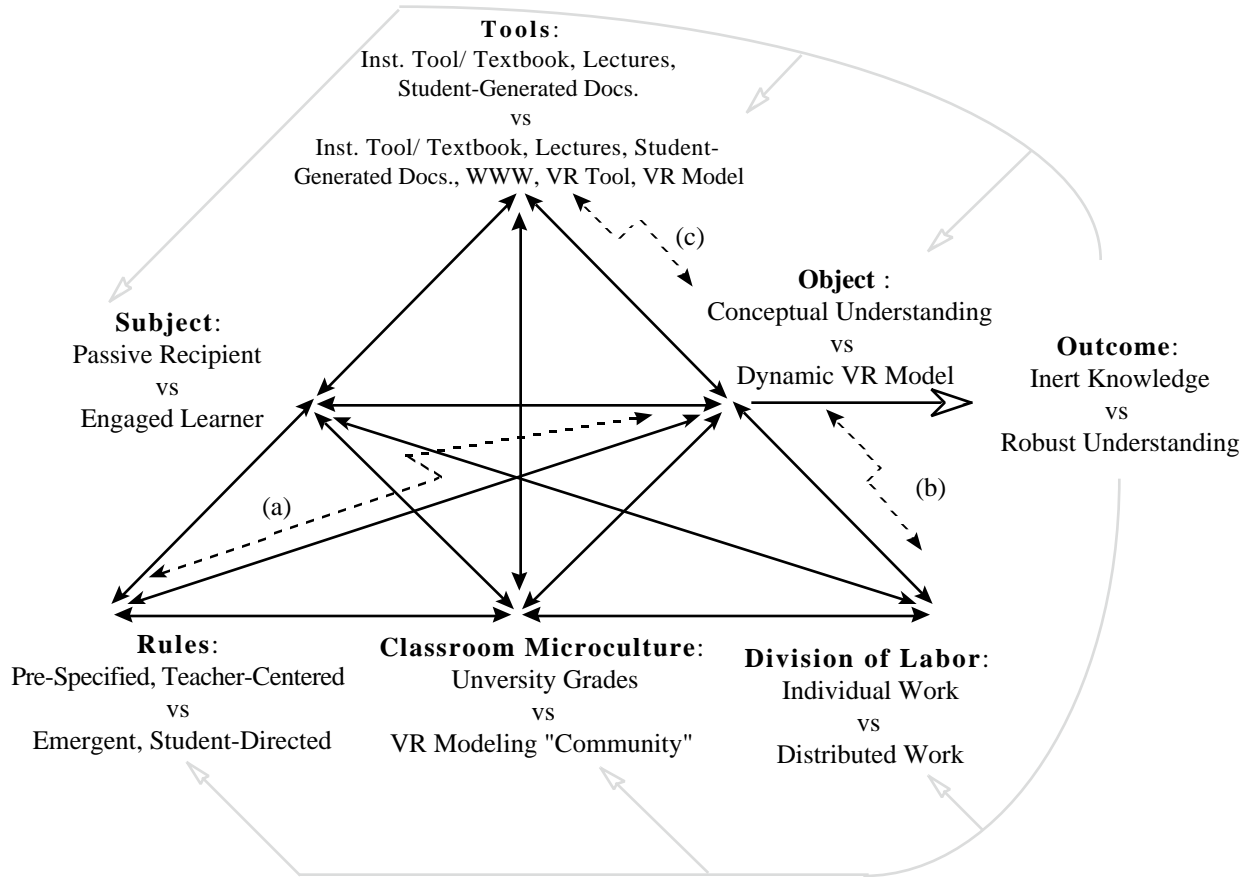 Tools:
Inst. Tool/ Textbook, Lectures,
Student-Generated Docs.
vs
Inst. Tool/ Textbook, Lectures, Student-
Generated Docs., WWW, VR Tool, VR Model
(c)
Subject:
Passive Recipient
vs
Engaged Learner
Object :
Conceptual Understanding
vs
Dynamic VR Model
Outcome:
Inert Knowledge
vs
Robust Understanding
(a)
(b)
Rules:
Pre-Specified, Teacher-Centered
vs
Emergent, Student-Directed
Classroom Microculture:
Unversity Grades
vs
VR Modeling "Community"
Division of Labor:
Individual Work
vs
Distributed Work